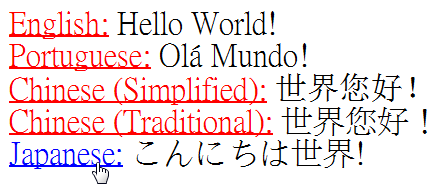 English: Hello World!
Portuguese: Olá Mundo!
Chinese (Simplified): 世界您好！
Chinese (Traditional): 世界您好！
Japanese: こんにちは世界!